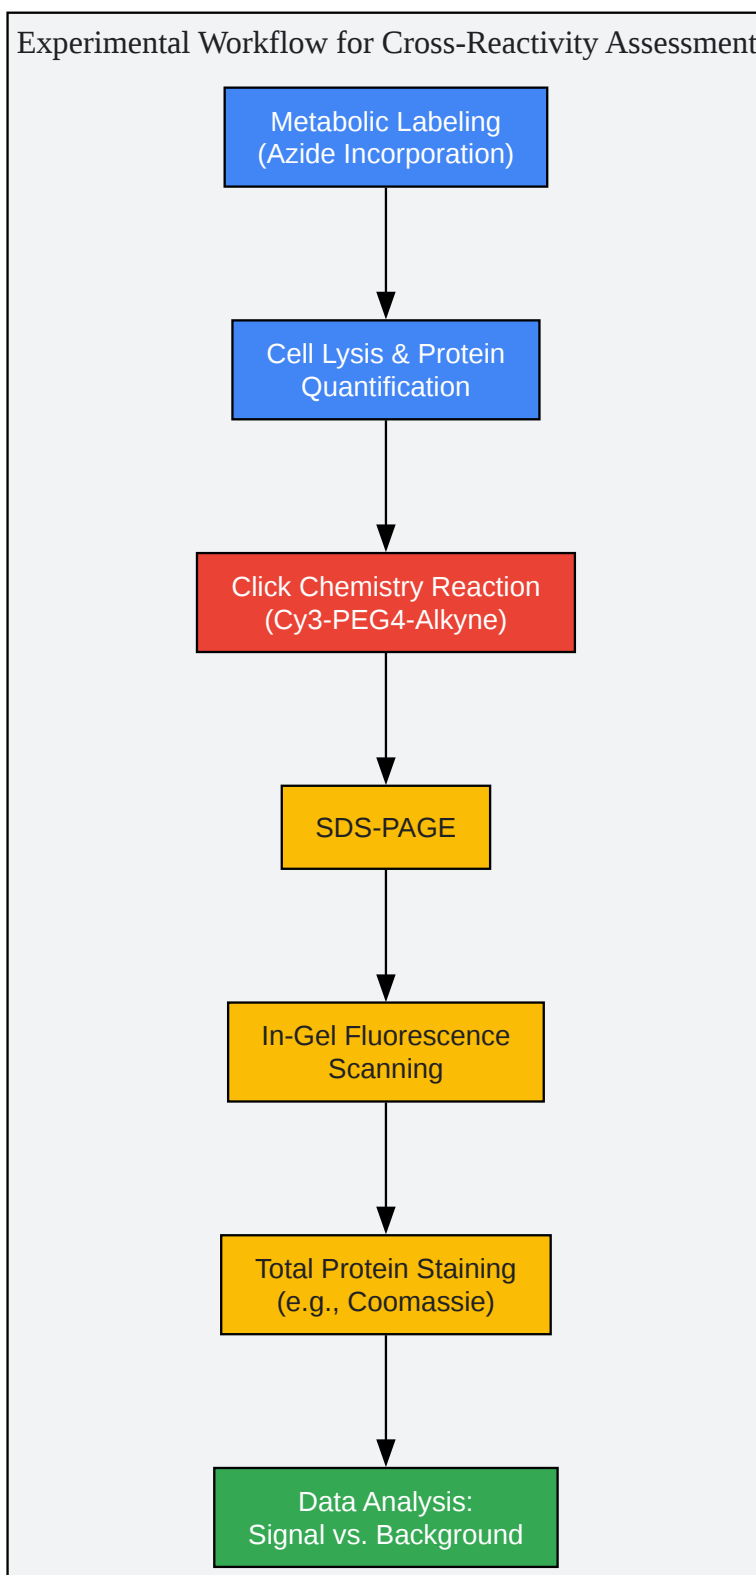 Experimental Workflow for Cross-Reactivity Assessment
Metabolic Labeling
(Azide Incorporation)
Cell Lysis & Protein
Quantification
Click Chemistry Reaction
(Cy3-PEG4-Alkyne)
SDS-PAGE
In-Gel Fluorescence
Scanning
Total Protein Staining
(e.g., Coomassie)
Data Analysis:
Signal vs. Background